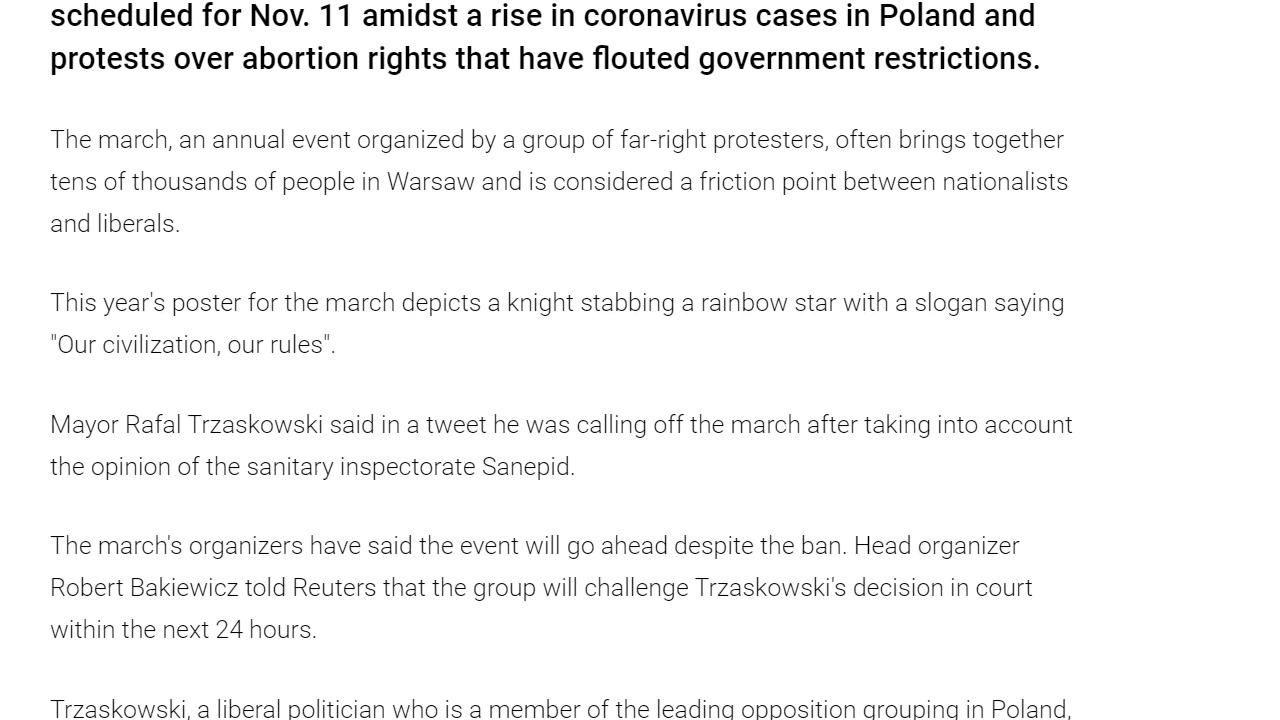 scheduled for Nov. 11 amidst a rise in coronavirus cases in Poland and
protests over abortion rights that have flouted government restrictions.
The march, an annual event organized by a group of far-right protesters, often brings together
tens of thousands of people in Warsaw and is considered a friction point between nationalists
and liberals.
This year's poster for the march depicts a knight stabbing a rainbow star with a slogan saying
"Our civilization, our rules".
Mayor Rafal Trzaskowski said in a tweet he was calling off the march after taking into account
the opinion of the sanitary inspectorate Sanepid.
The march's organizers have said the event will go ahead despite the ban. Head organizer
Robert Bakiewicz told Reuters that the group will challenge Trzaskowski's decision in court
within the next 24 hours.
Trzaskowski, a liberal politician who is a member of the leading opposition grouping in Poland,